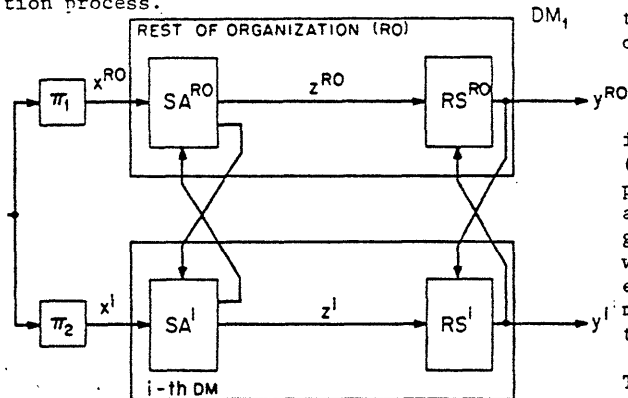 tion process.
DM₁
REST OF ORGANIZATION (RO)
π₁
x^RO
SA^RO
z^RO
RS^RO
y^RO
π₂
x^i
SA^i
z^i
RS^i
y^i
i-th DM